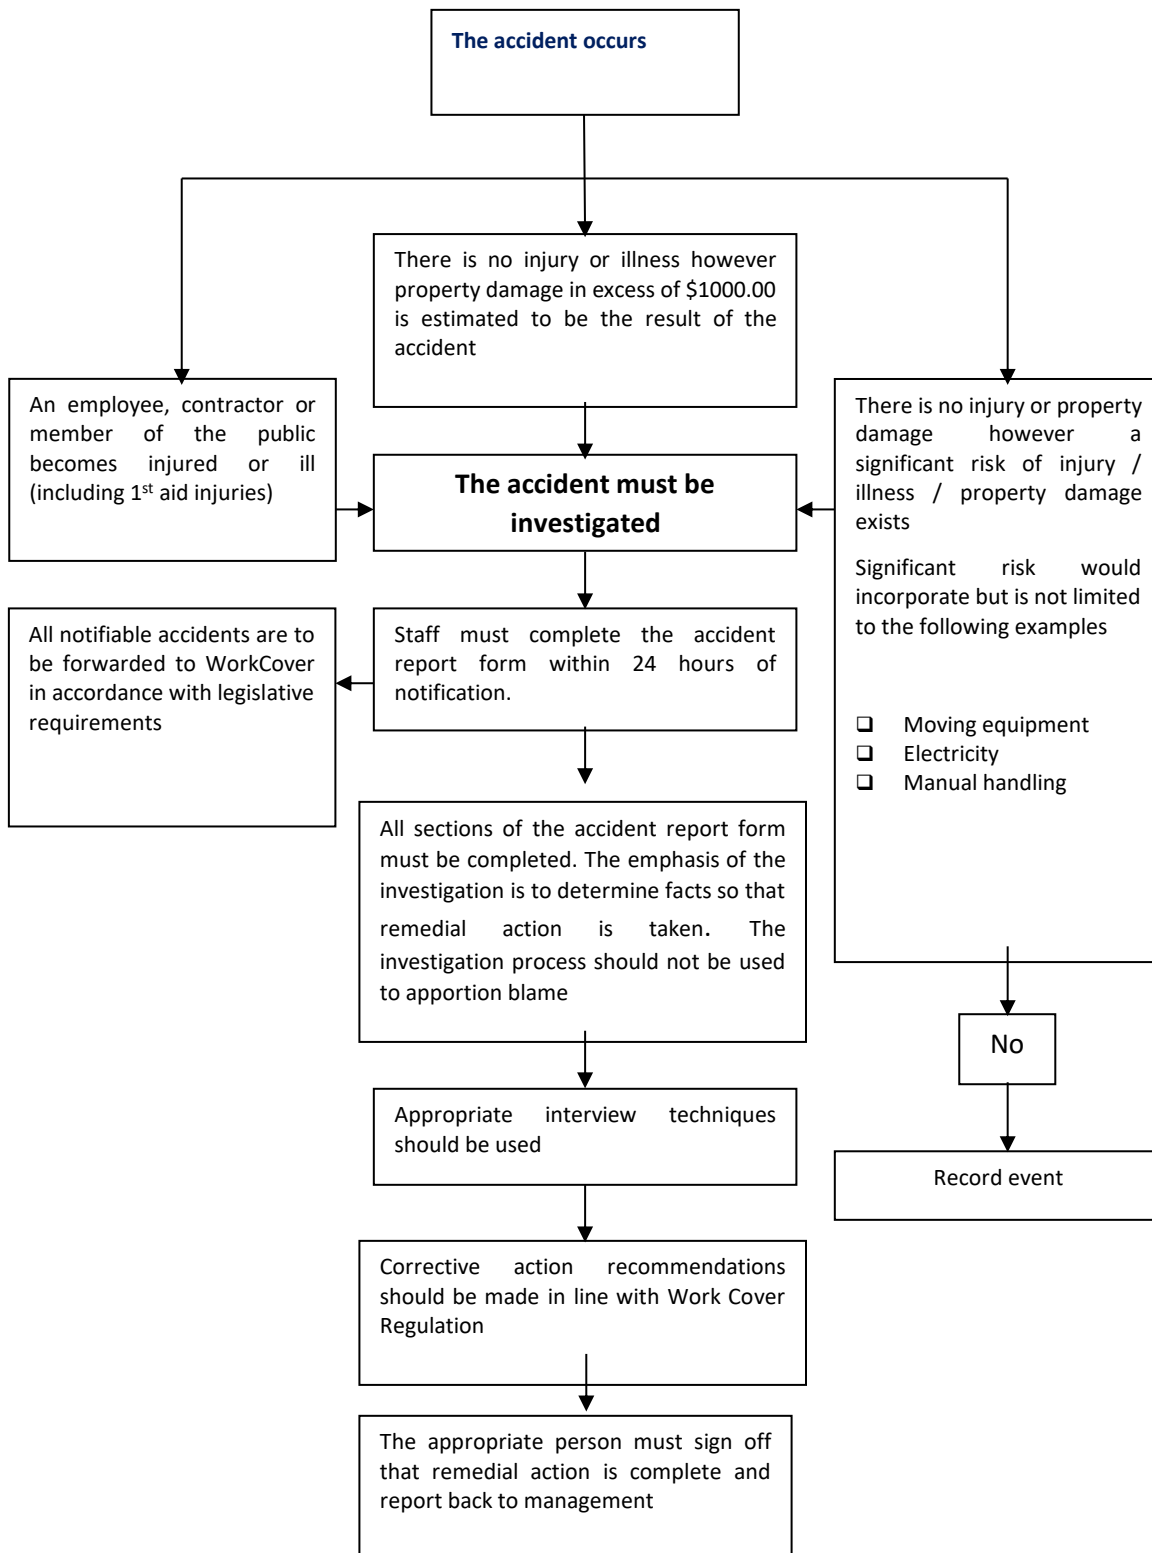 The accident occurs
There is no injury or illness however
property damage in excess of $1000.00
is estimated to be the result of the
accident
An employee, contractor or
member of the public
becomes injured or ill
(including 1st aid injuries)
The accident must be
investigated
There is no injury or property
damage however a
significant risk of injury /
illness / property damage
exists
Significant risk would
incorporate but is not limited
to the following examples
❑ Moving equipment
❑ Electricity
❑ Manual handling
All notifiable accidents are to
be forwarded to WorkCover
in accordance with legislative
requirements
Staff must complete the accident
report form within 24 hours of
notification.
All sections of the accident report form
must be completed. The emphasis of the
investigation is to determine facts so that
remedial action is taken. The
investigation process should not be used
to apportion blame
No
Appropriate interview techniques
should be used
Record event
Corrective action recommendations
should be made in line with Work Cover
Regulation
The appropriate person must sign off
that remedial action is complete and
report back to management